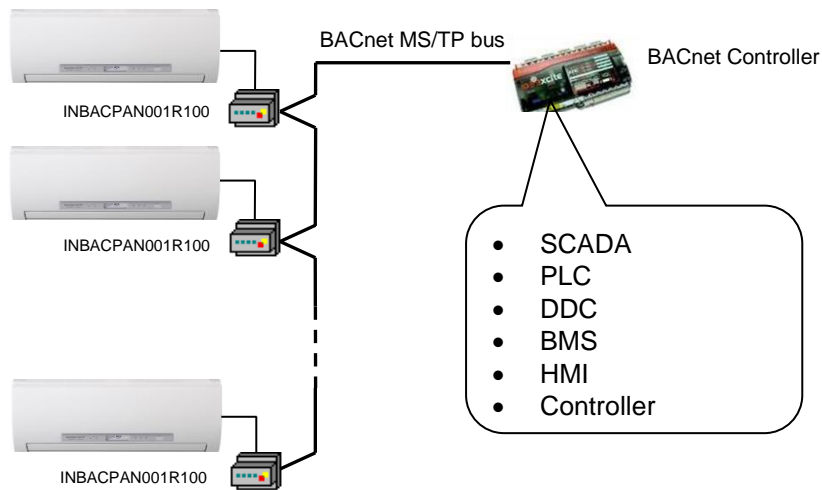 BACnet MS/TP bus
BACnet Controller
INBACPAN001R100
INBACPAN001R100
• SCADA
• PLC
• DDC
• BMS
• HMI
• Controller
INBACPAN001R100